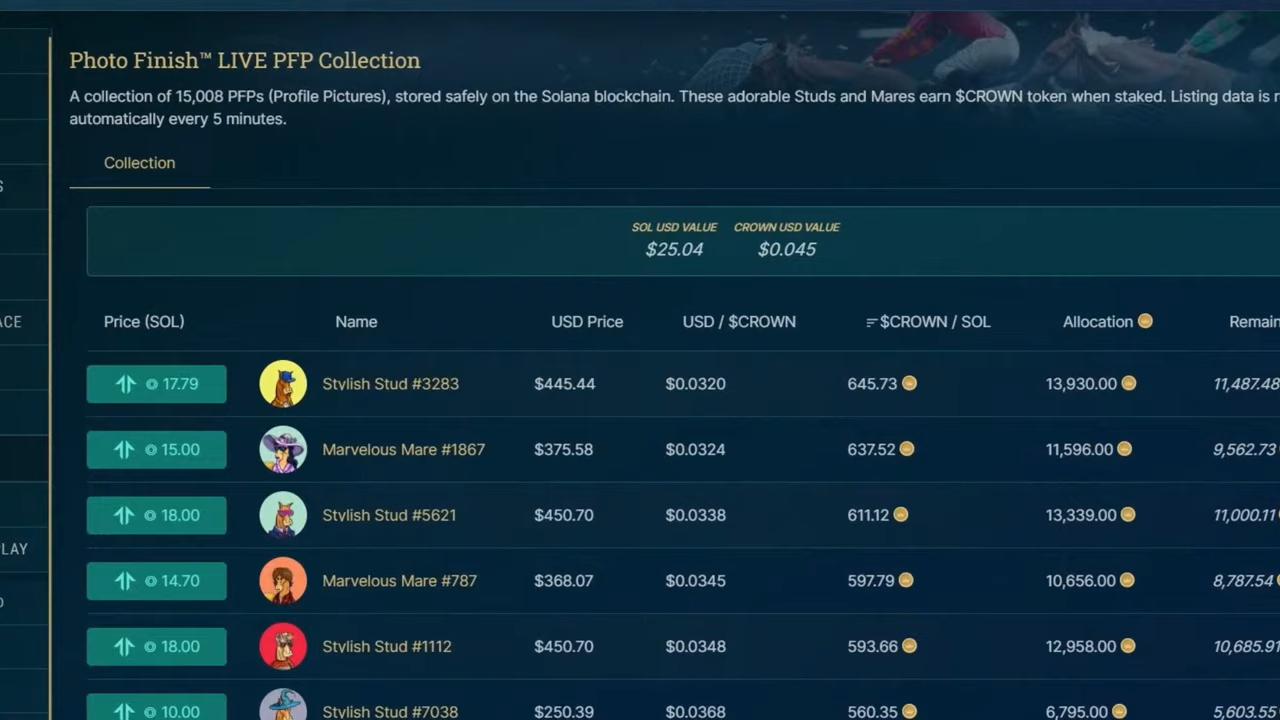 Photo Finish™ LIVE PFP Collection
A collection of 15,008 PFPs (Profile Pictures), stored safely on the Solana blockchain. These adorable Studs and Mares earn $CROWN token when staked. Listing data is
automatically every 5 minutes.
Collection
SOL USD VALUE CROWN USD VALUE
$25.04 $0.045
ACE
Price (SOL) Name USD Price USD / $CROWN $CROWN / SOL Allocation Remain
17.79 Stylish Stud #3283 $445.44 $0.0320 645.73 13,930.00 11,487.48
15.00 Marvelous Mare #1867 $375.58 $0.0324 637.52 11,596.00 9,562.73
18.00 Stylish Stud #5621 $450.70 $0.0338 611.12 13,339.00 11,000.11
PLAY
14.70 Marvelous Mare #787 $368.07 $0.0345 597.79 10,656.00 8,787.54
18.00 Stylish Stud #1112 $450.70 $0.0348 593.66 12,958.00 10,685.91
10.00 Stylish Stud #7038 $250.39 $0.0368 560.35 6,795.00 5,603.55